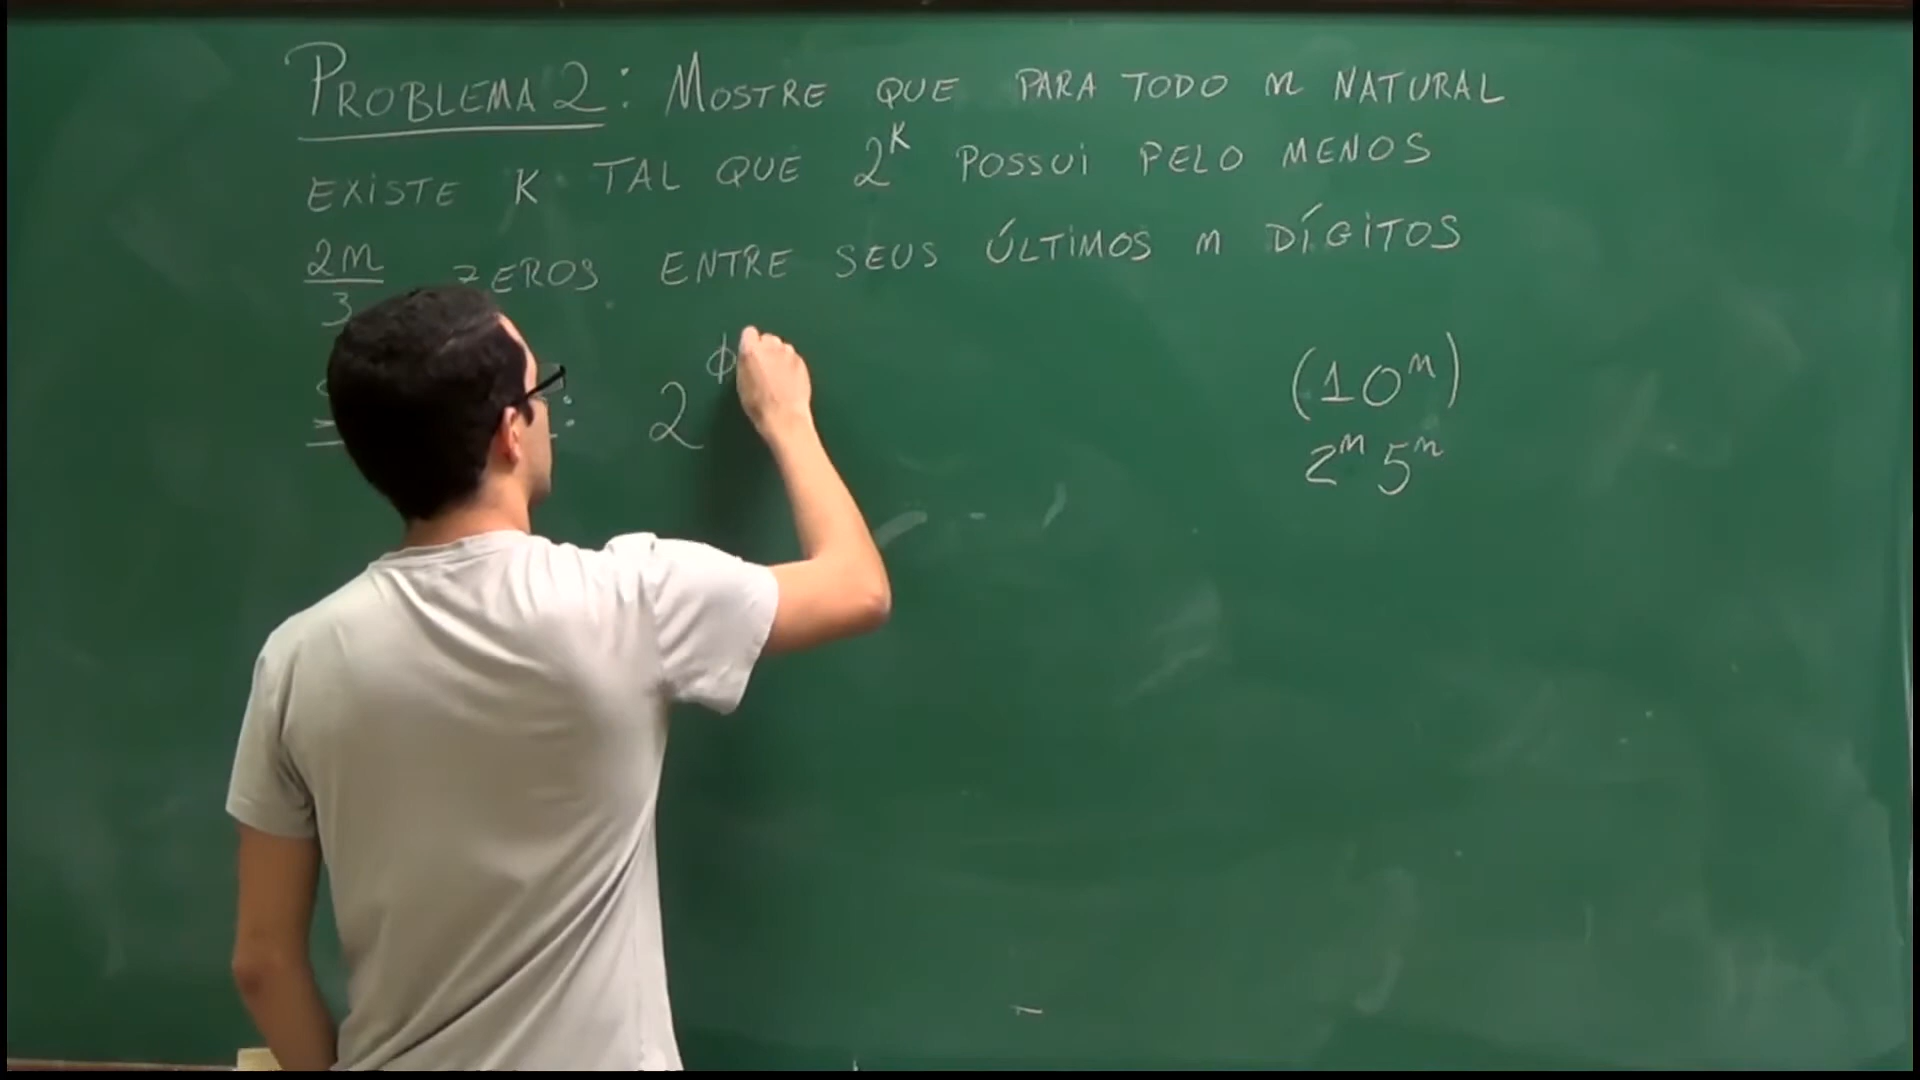 PROBLEMA 2: MOSTRE QUE PARA TODO n NATURAL
EXISTE K TAL QUE 2^K POSSUI PELO MENOS
2n/3 ZEROS ENTRE SEUS ÚLTIMOS n DÍGITOS
2^ϕ
(10^n)
2^n 5^n